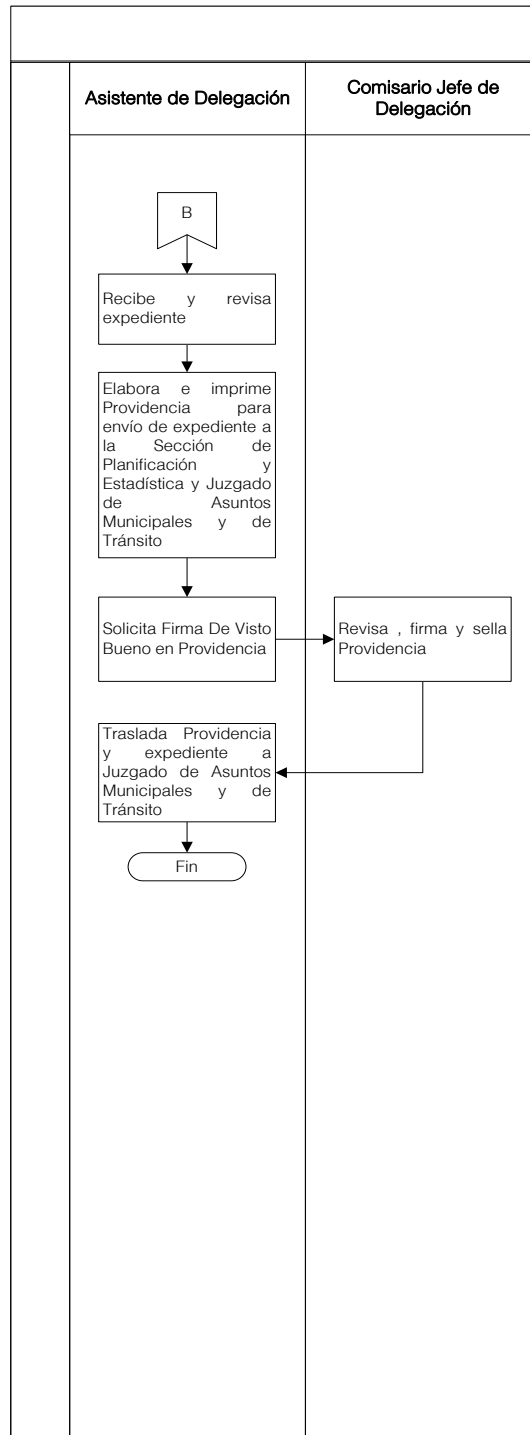 Asistente de Delegación
Comisario Jefe de
Delegación
B
Recibe y revisa
expediente
Elabora e imprime
Providencia para
envío de expediente a
la Sección de
Planificación y
Estadística y Juzgado
de Asuntos
Municipales y de
Tránsito
Solicita Firma De Visto
Bueno en Providencia
Revisa , firma y sella
Providencia
Traslada Providencia
y expediente a
Juzgado de Asuntos
Municipales y de
Tránsito
Fin